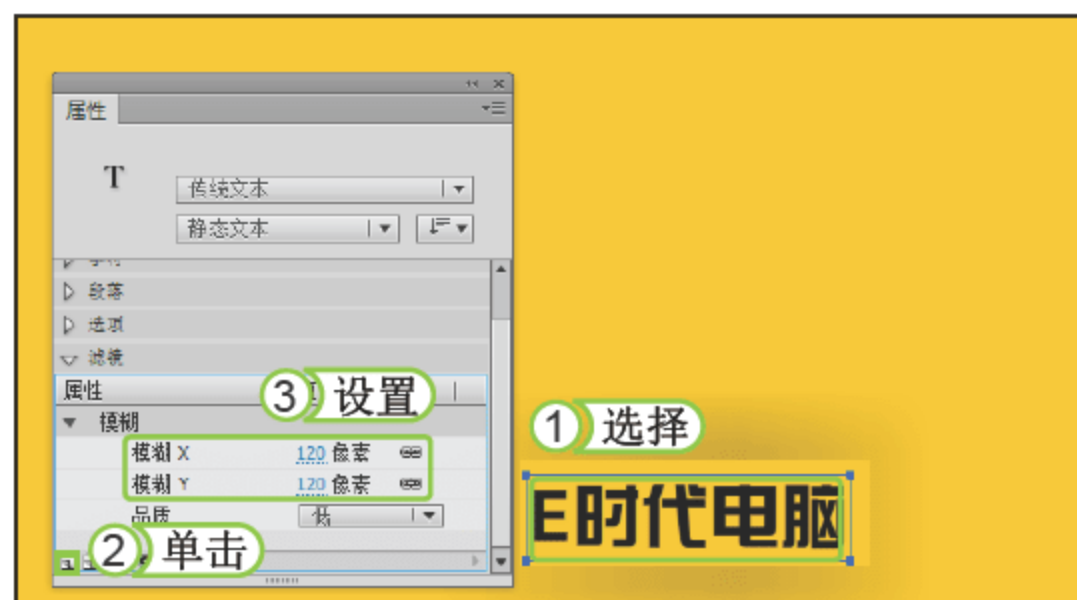 属性
T
传统文本
静态文本
段落
选项
滤镜
属性
③ 设置
模糊
模糊 X 120 像素
模糊 Y 120 像素
品质 低
② 单击
① 选择
E时代电脑